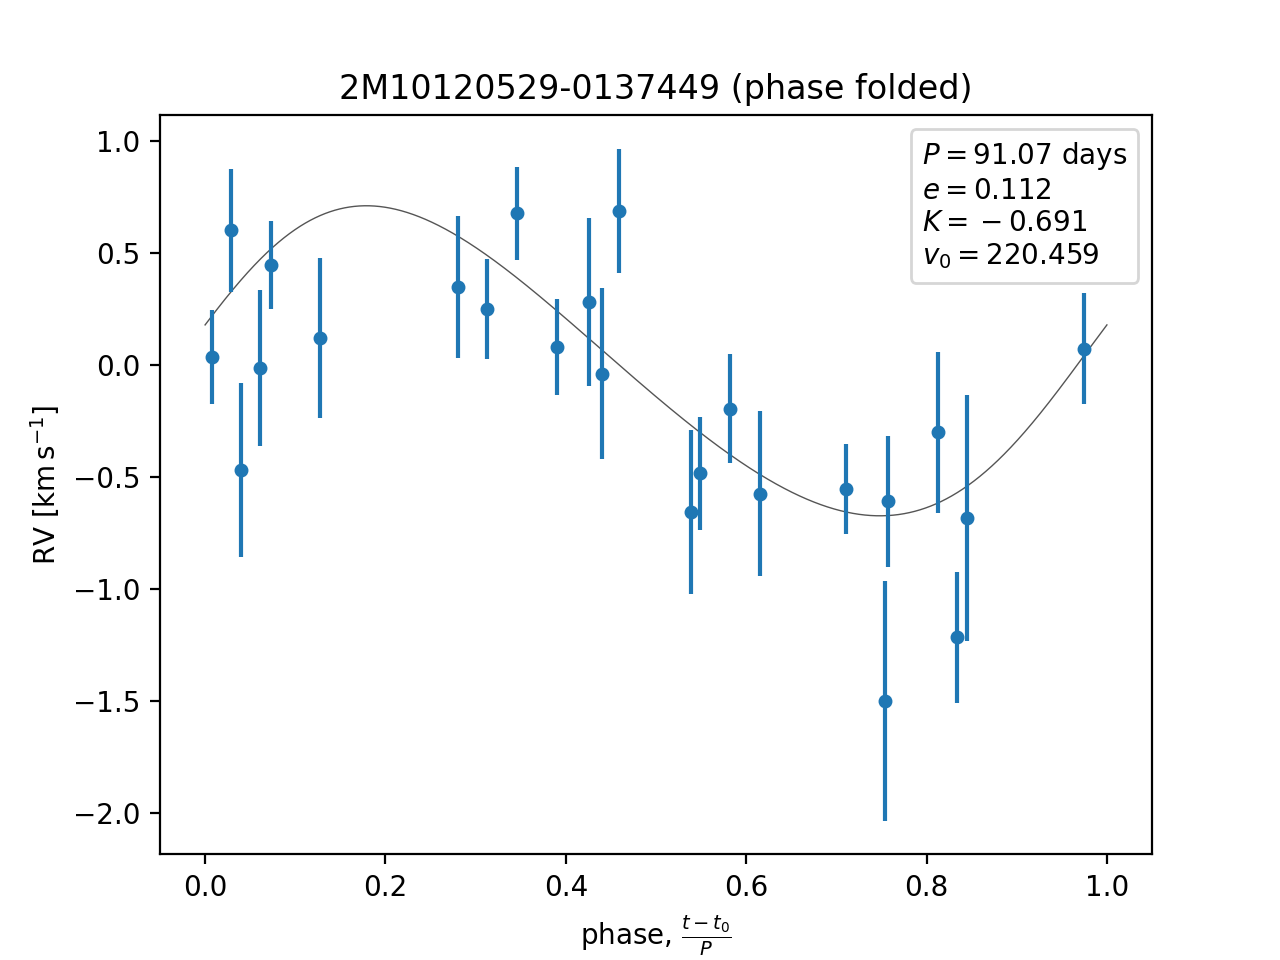 2M10120529-0137449 (phase folded)
P = 91.07 days
e = 0.112
K = −0.691
v₀ = 220.459
RV [km s⁻¹]
1.0
0.5
0.0
−0.5
−1.0
−1.5
−2.0
0.0 0.2 0.4 0.6 0.8 1.0
phase, (t − t₀)/P